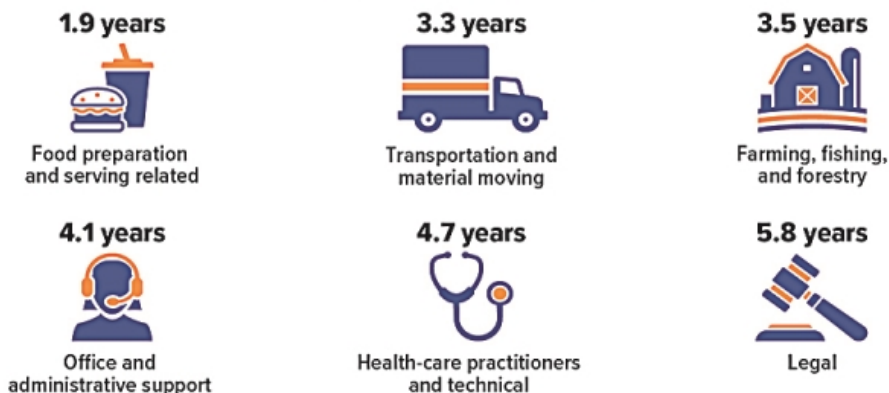 1.9 years
Food preparation
and serving related
3.3 years
Transportation and
material moving
3.5 years
Farming, fishing,
and forestry
4.1 years
Office and
administrative support
4.7 years
Health-care practitioners
and technical
5.8 years
Legal